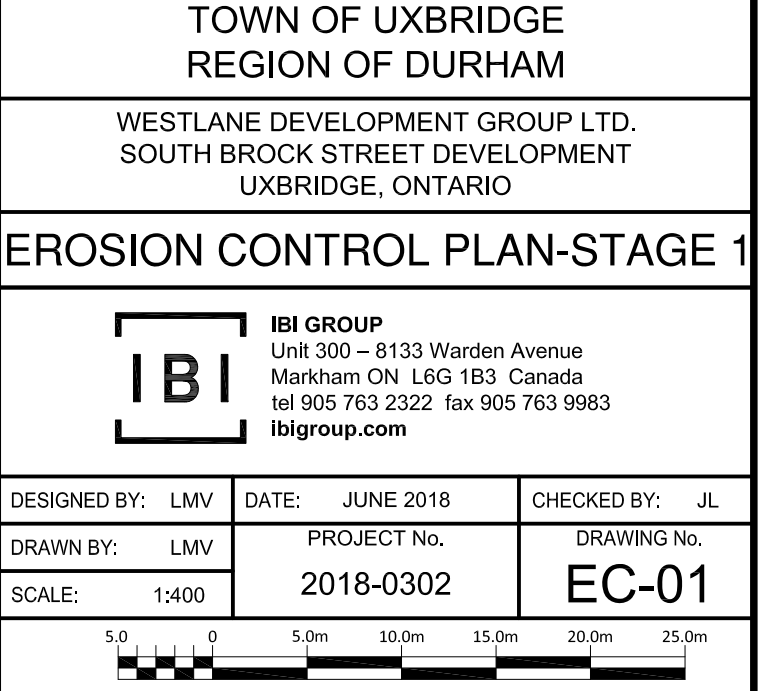 TOWN OF UXBRIDGE
REGION OF DURHAM
WESTLANE DEVELOPMENT GROUP LTD.
SOUTH BROCK STREET DEVELOPMENT
UXBRIDGE, ONTARIO
EROSION CONTROL PLAN-STAGE 1
IBI
IBI GROUP
Unit 300 – 8133 Warden Avenue
Markham ON L6G 1B3 Canada
tel 905 763 2322 fax 905 763 9983
ibigroup.com
DESIGNED BY: LMV
DATE: JUNE 2018
CHECKED BY: JL
DRAWN BY: LMV
PROJECT No.
2018-0302
DRAWING No.
EC-01
SCALE: 1:400
5.0 0 5.0m 10.0m 15.0m 20.0m 25.0m